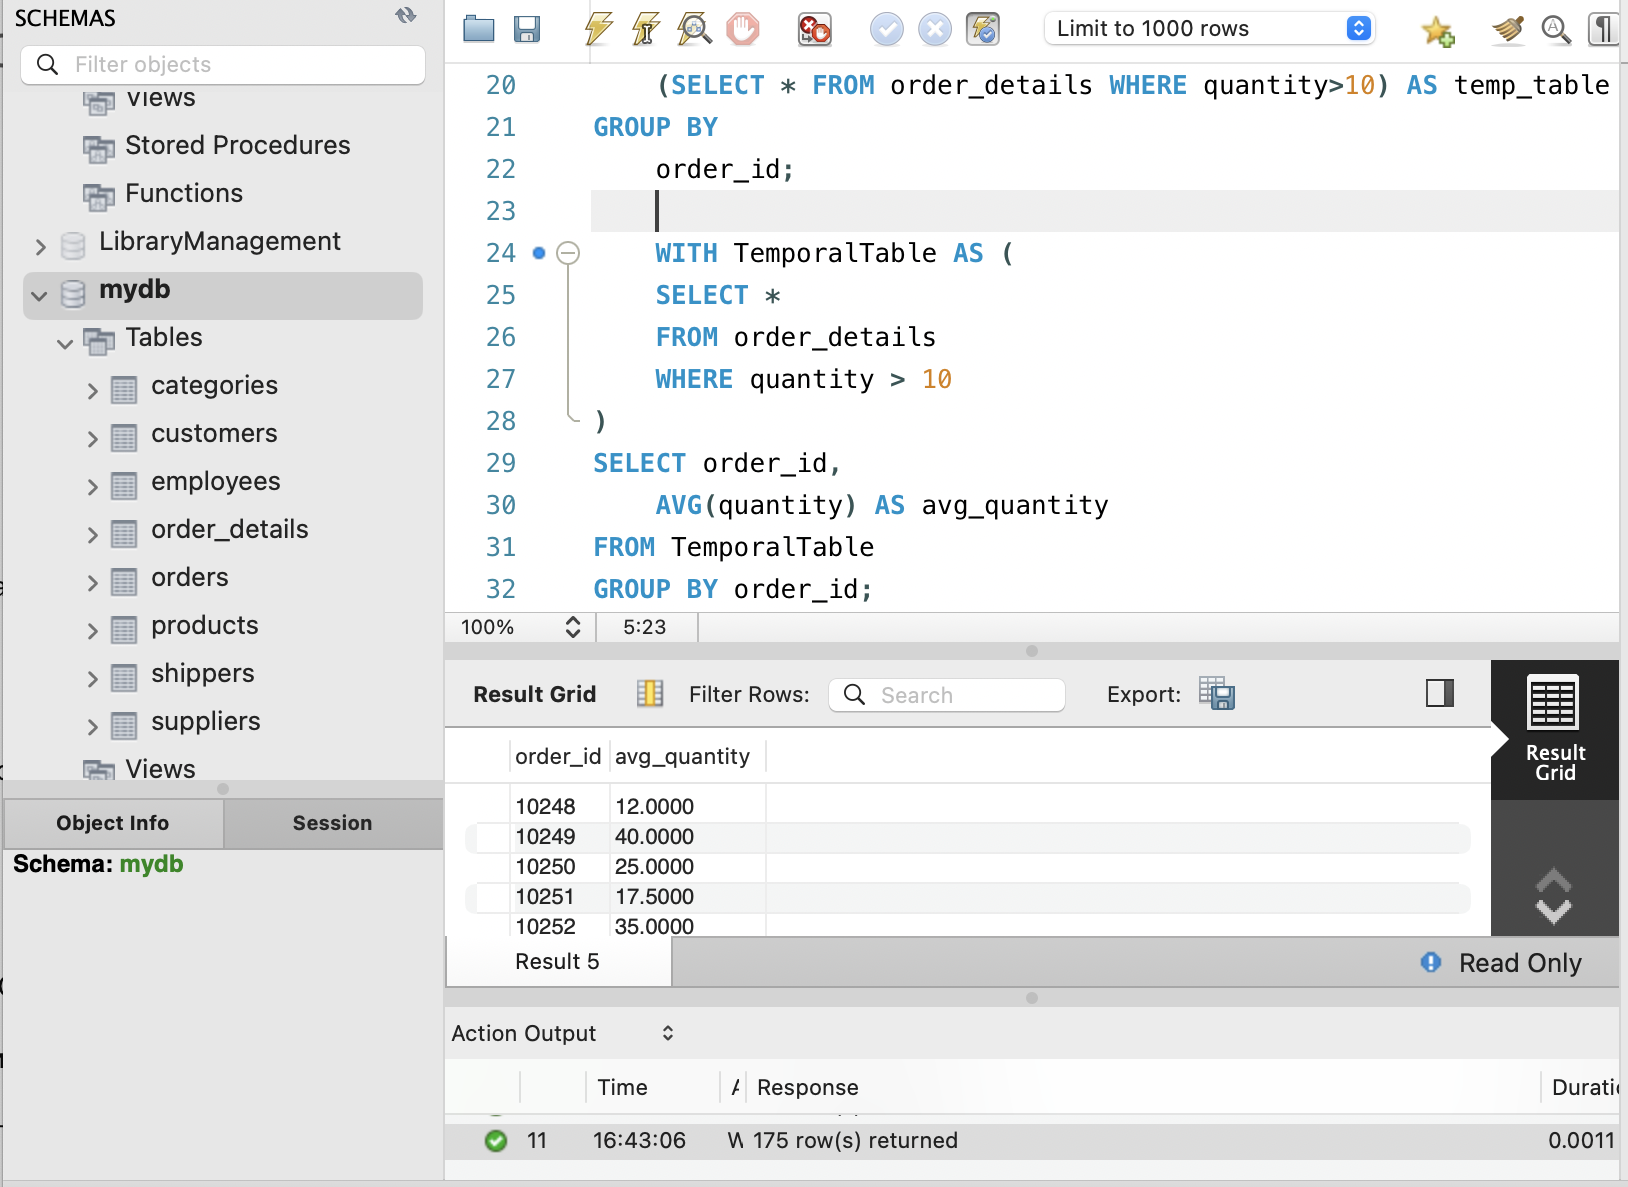 SCHEMAS
Filter objects
Views
Stored Procedures
Functions
LibraryManagement
mydb
Tables
categories
customers
employees
order_details
orders
products
shippers
suppliers
Views
Object Info
Session
Schema: mydb
Limit to 1000 rows
20 (SELECT * FROM order_details WHERE quantity>10) AS temp_table
21 GROUP BY
22 order_id;
23
24 WITH TemporalTable AS (
25 SELECT *
26 FROM order_details
27 WHERE quantity > 10
28 )
29 SELECT order_id,
30 AVG(quantity) AS avg_quantity
31 FROM TemporalTable
32 GROUP BY order_id;
100% 5:23
Result Grid Filter Rows: Search Export:
Result
Grid
order_id avg_quantity
10248 12.0000
10249 40.0000
10250 25.0000
10251 17.5000
10252 35.0000
Result 5
Read Only
Action Output
Time A Response Duratio
11 16:43:06 W 175 row(s) returned 0.0011